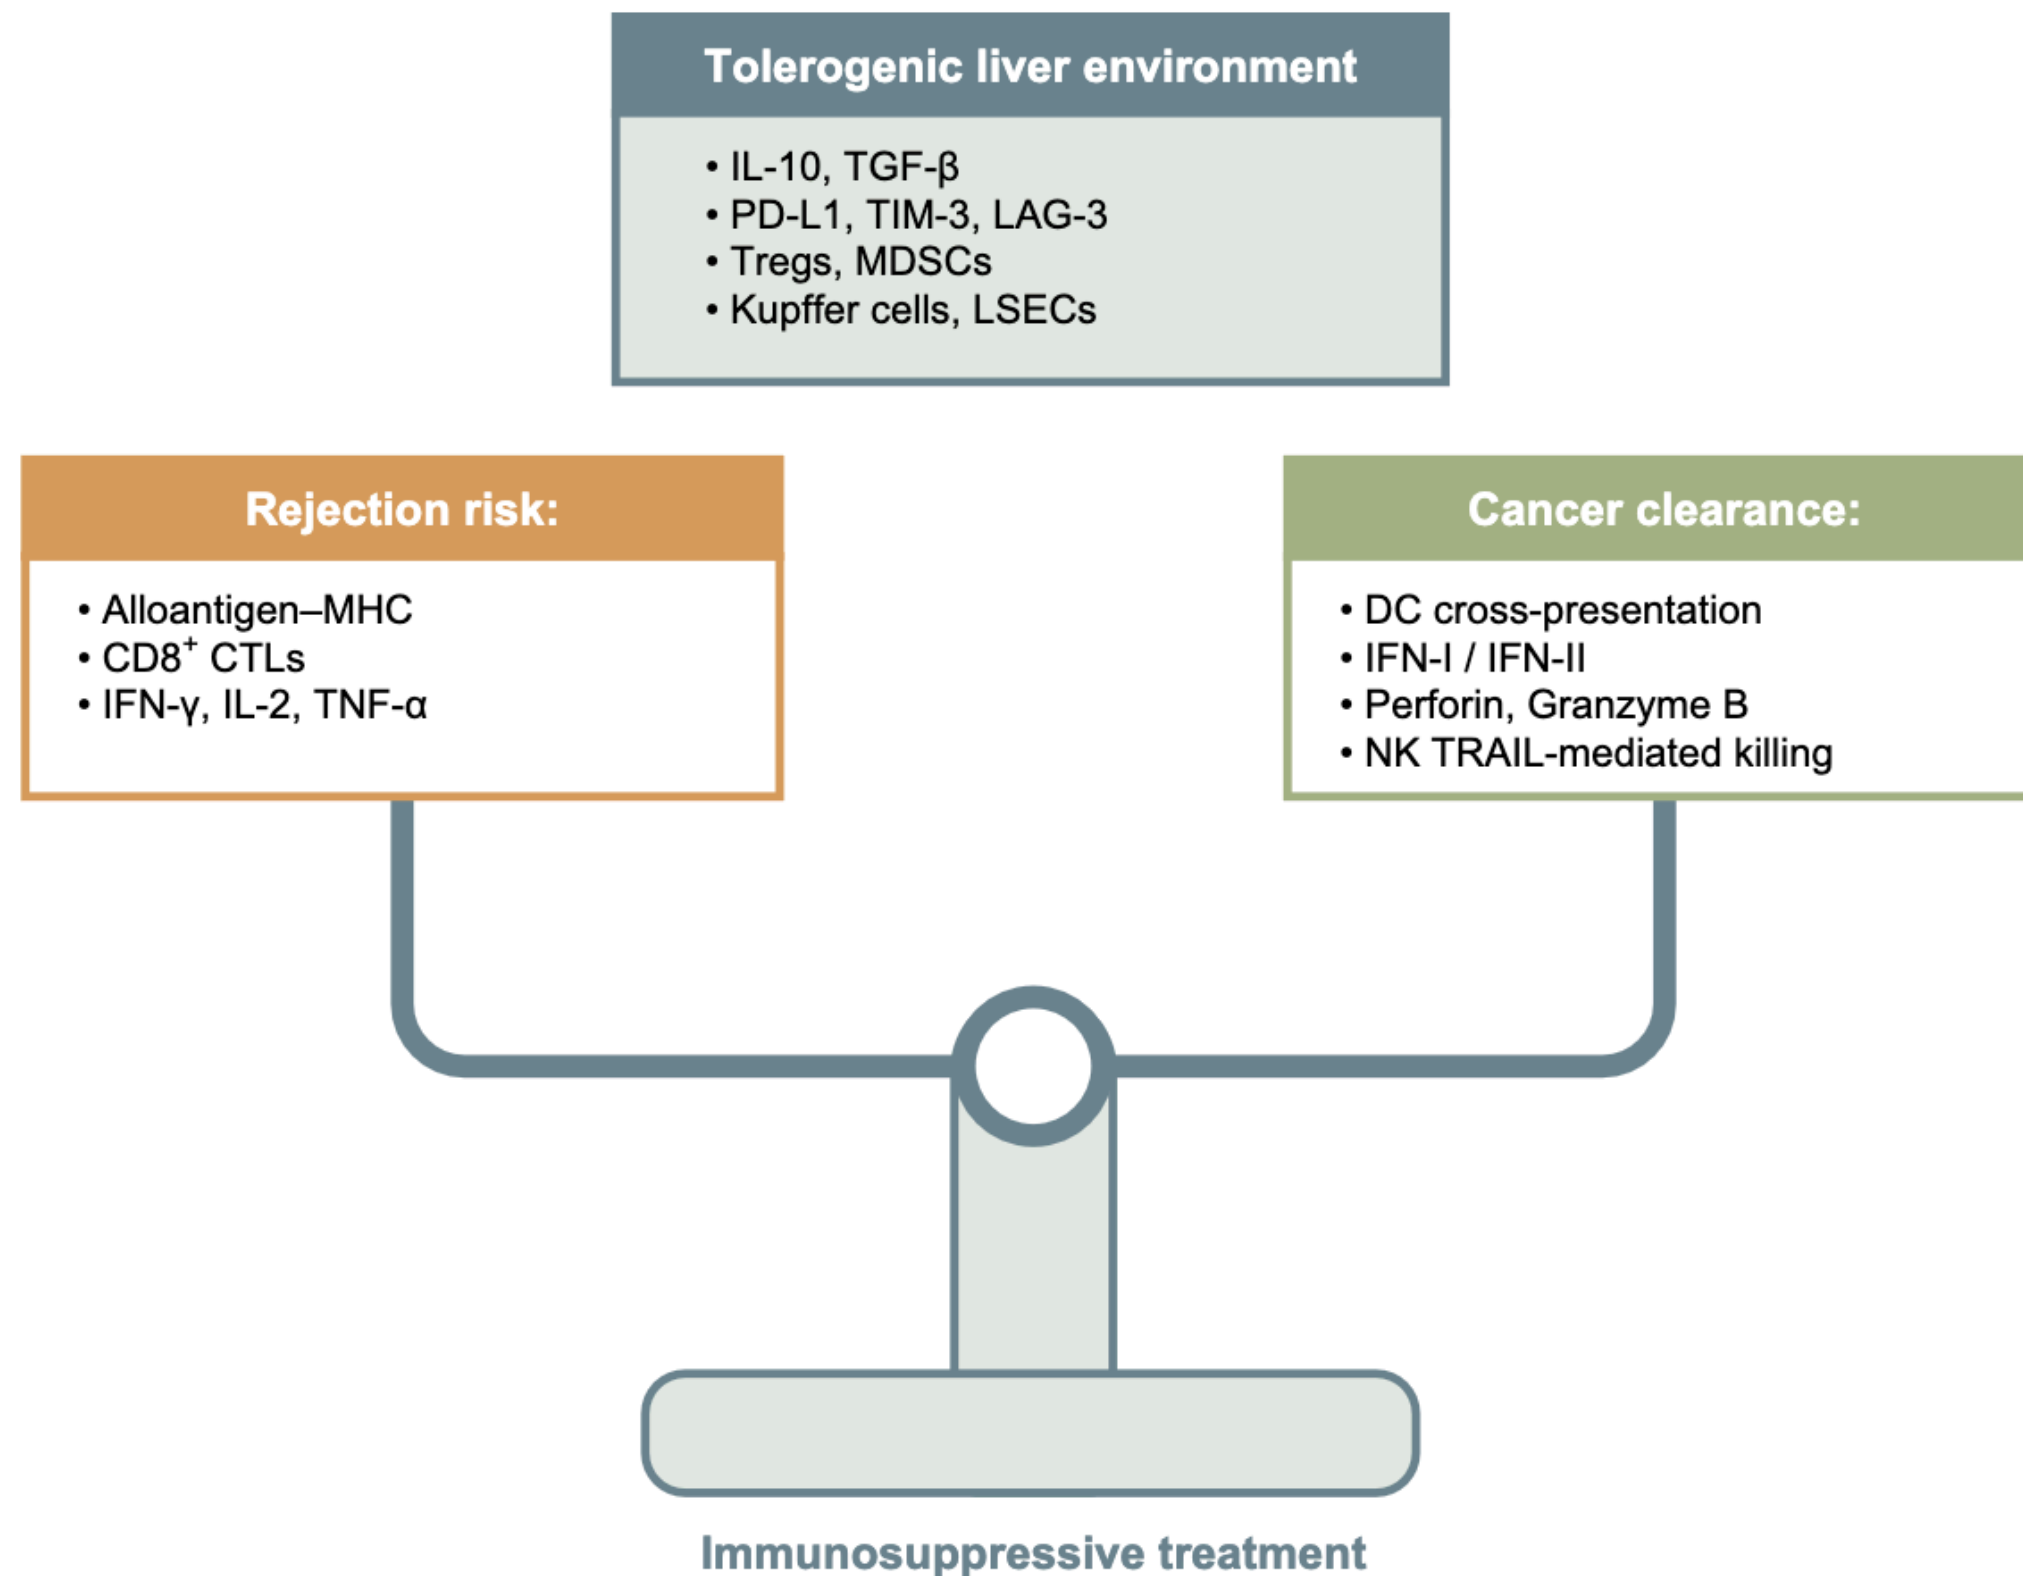 Tolerogenic liver environment
• IL-10, TGF-β
• PD-L1, TIM-3, LAG-3
• Tregs, MDSCs
• Kupffer cells, LSECs
Rejection risk:
• Alloantigen–MHC
• CD8⁺ CTLs
• IFN-γ, IL-2, TNF-α
Cancer clearance:
• DC cross-presentation
• IFN-I / IFN-II
• Perforin, Granzyme B
• NK TRAIL-mediated killing
Immunosuppressive treatment